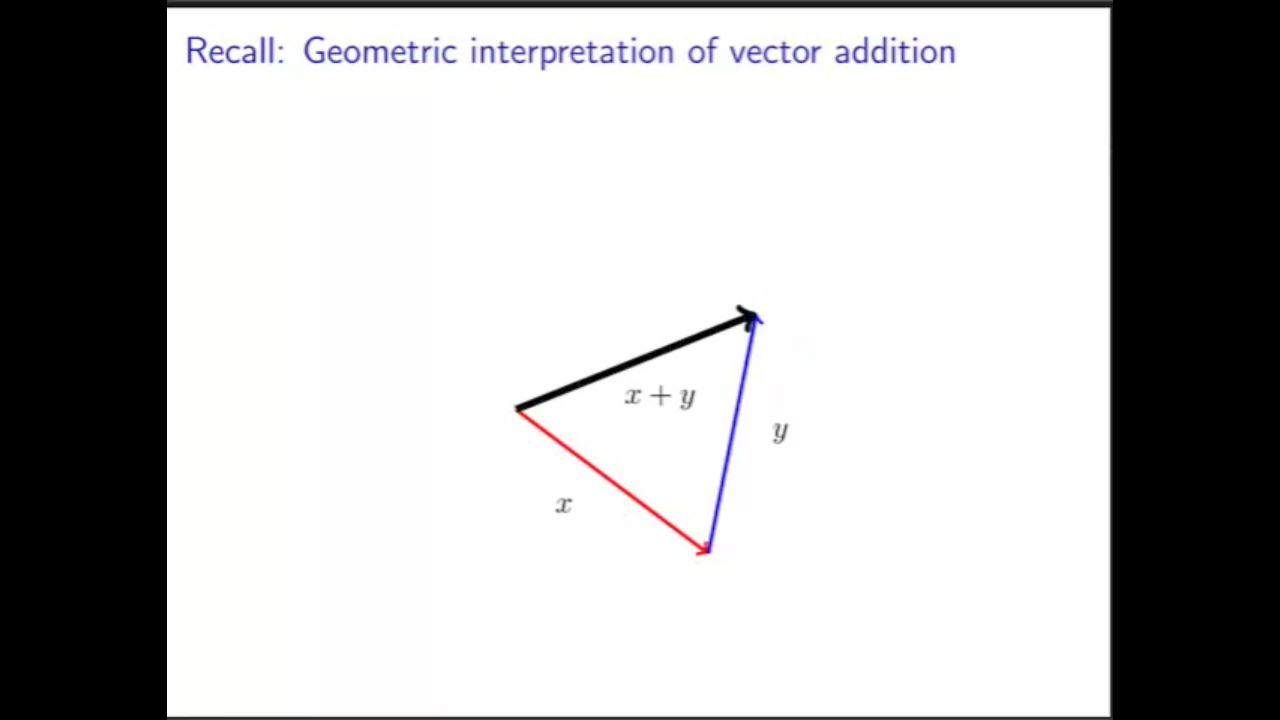 Recall: Geometric interpretation of vector addition
x + y
y
x